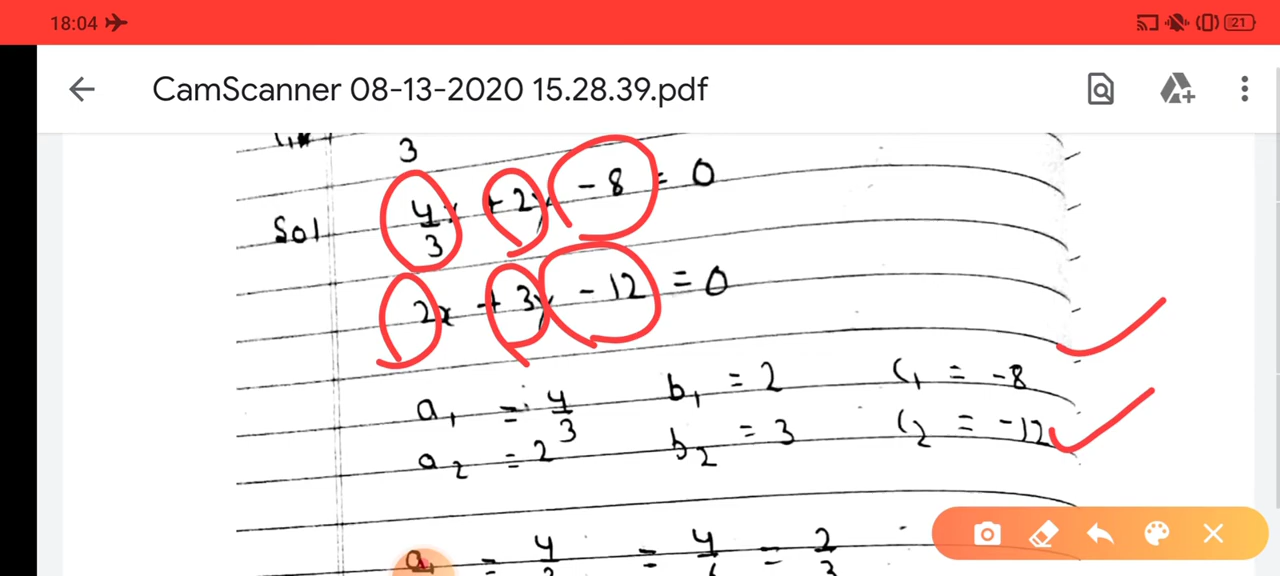 18:04
21
CamScanner 08-13-2020 15.28.39.pdf
3
Sol 4/3 x + 2y - 8 = 0
2x + 3y - 12 = 0
a1 = 4/3 b1 = 2 c1 = -8
a2 = 2 b2 = 3 c2 = -12
= 4 = 4 = 2/3